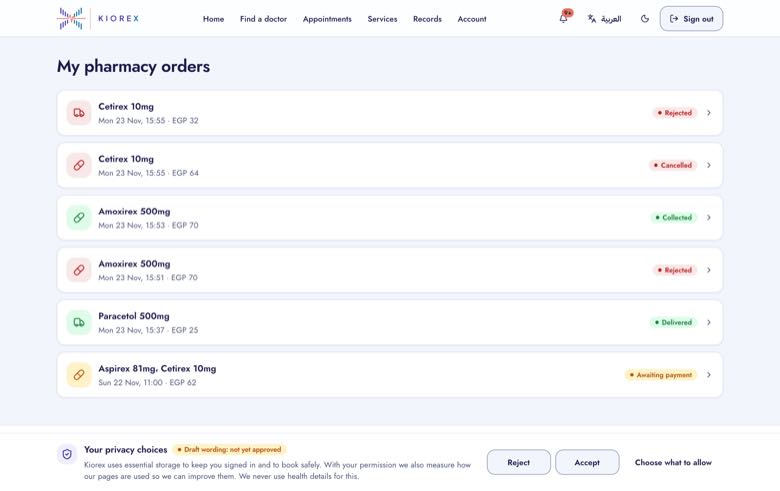 KIOREX
Home Find a doctor Appointments Services Records Account
9+
العربية
Sign out
My pharmacy orders
Cetirex 10mg
Mon 23 Nov, 15:55 · EGP 32
Rejected
Cetirex 10mg
Mon 23 Nov, 15:55 · EGP 64
Cancelled
Amoxirex 500mg
Mon 23 Nov, 15:53 · EGP 70
Collected
Amoxirex 500mg
Mon 23 Nov, 15:51 · EGP 70
Rejected
Paracetol 500mg
Mon 23 Nov, 15:37 · EGP 25
Delivered
Aspirex 81mg، Cetirex 10mg
Sun 22 Nov, 11:00 · EGP 62
Awaiting payment
Your privacy choices
Draft wording: not yet approved
Kiorex uses essential storage to keep you signed in and to book safely. With your permission we also measure how
our pages are used so we can improve them. We never use health details for this.
Reject
Accept
Choose what to allow